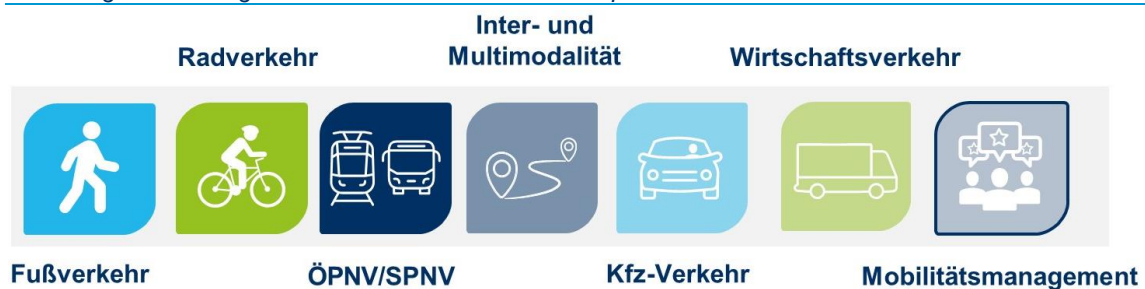 Inter- und
Multimodalität
Radverkehr
Wirtschaftsverkehr
Fußverkehr
ÖPNV/SPNV
Kfz-Verkehr
Mobilitätsmanagement